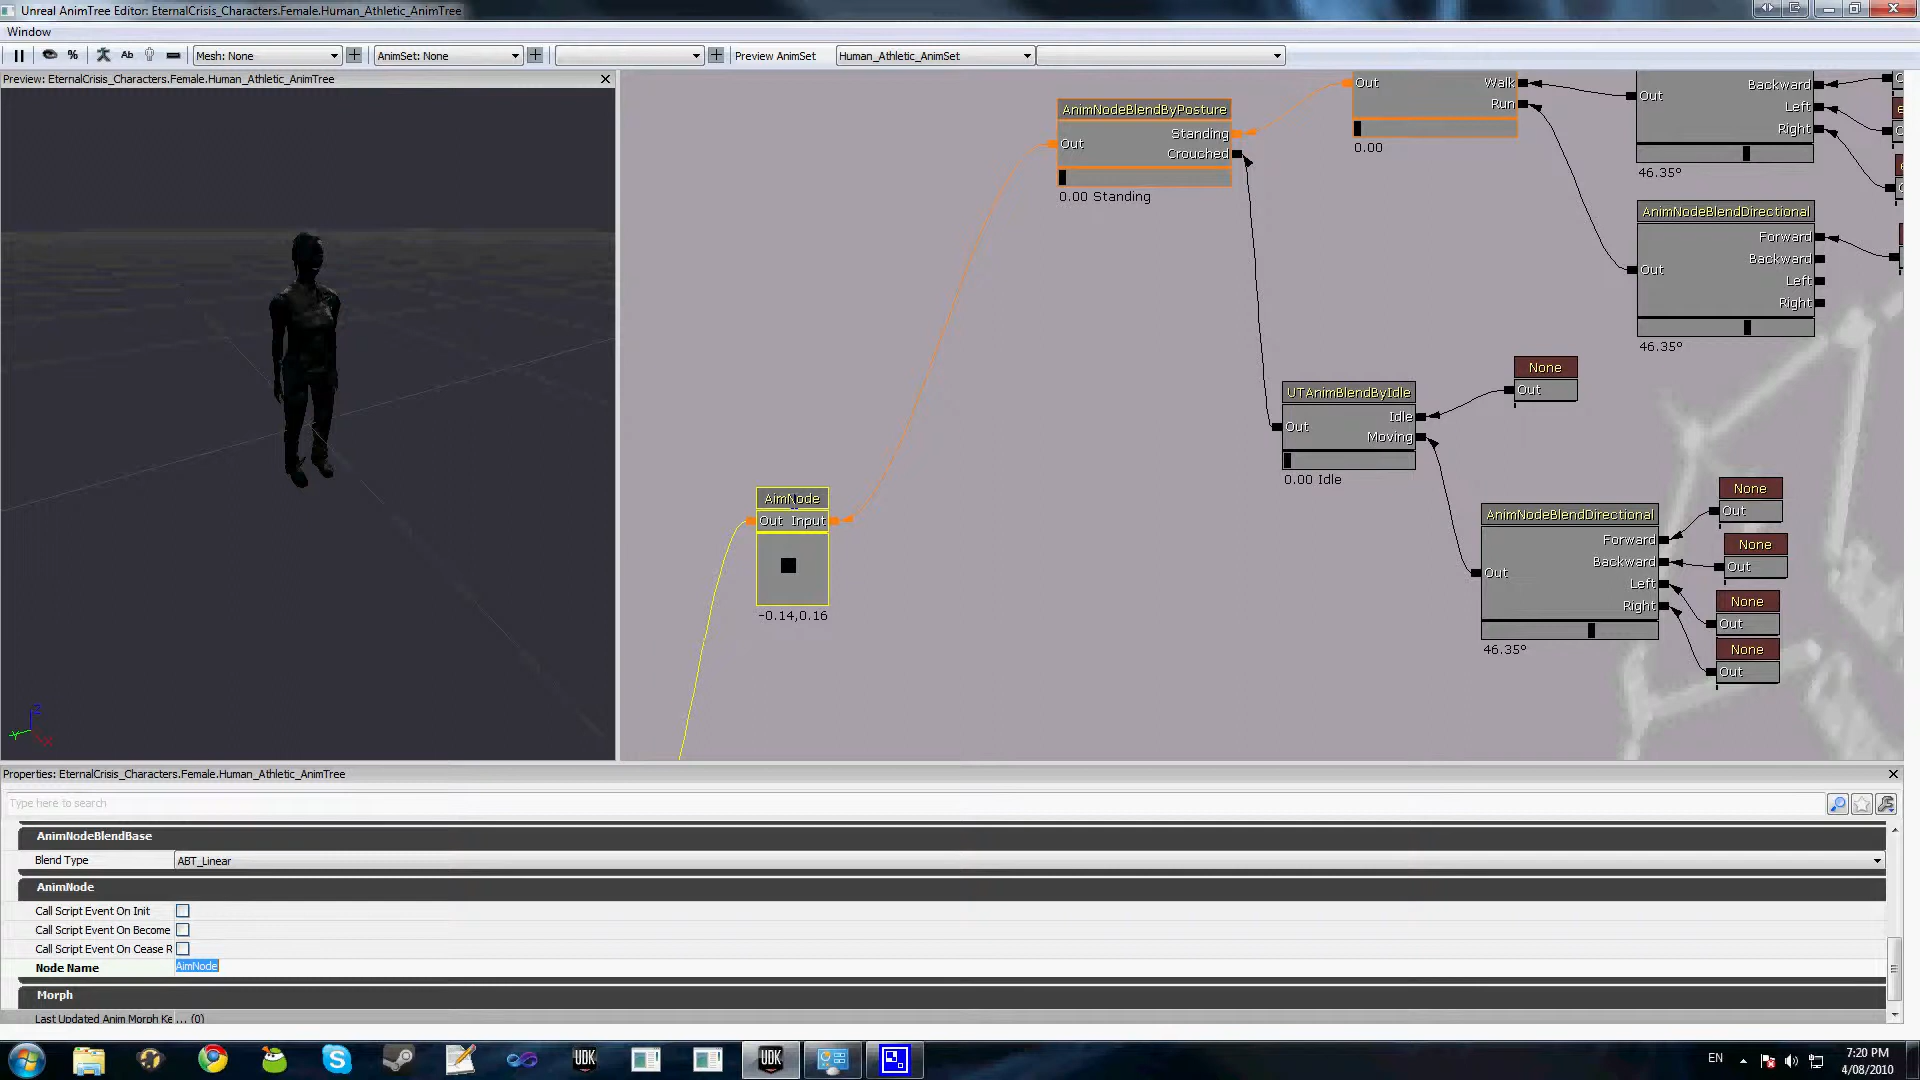 Unreal AnimTree Editor: EternalCrisis_Characters.Female.Human_Athletic_AnimTree
Window
Ab
Mesh: None
AnimSet: None
Preview AnimSet
Human_Athletic_AnimSet
Preview: EternalCrisis_Characters.Female.Human_Athletic_AnimTree
Out
Walk
Run
0.00
AnimNodeBlendByPosture
Out
Standing
Crouched
0.00 Standing
Out
Backward
Left
Right
46.35º
AnimNodeBlendDirectional
Out
Forward
Backward
Left
Right
46.35º
None
Out
UTAnimBlendByIdle
Out
Idle
Moving
0.00 Idle
AimNode
Out Input
-0.14,0.16
AnimNodeBlendDirectional
Out
Forward
Backward
Left
Right
46.35º
None
Out
None
Out
None
Out
None
Out
Z
Y
X
Properties: EternalCrisis_Characters.Female.Human_Athletic_AnimTree
Type here to search
AnimNodeBlendBase
Blend Type ABT_Linear
AnimNode
Call Script Event On Init
Call Script Event On Become
Call Script Event On Cease R
Node Name AimNode
Morph
Last Updated Anim Morph Ke ... (0)
UDK
UDK
EN
7:20 PM
4/08/2010